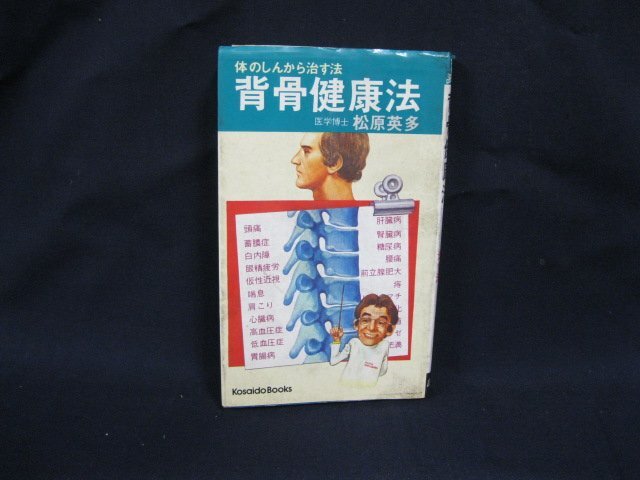 体のしんから治す法
背骨健康法
医学博士 松原英多
頭痛
蓄膿症
白内障
眼精疲労
仮性近視
喘息
肩こり
心臓病
高血圧症
低血圧症
胃腸病
肝臓病
腎臓病
糖尿病
腰痛
前立腺肥大
痔
Kosaido Books